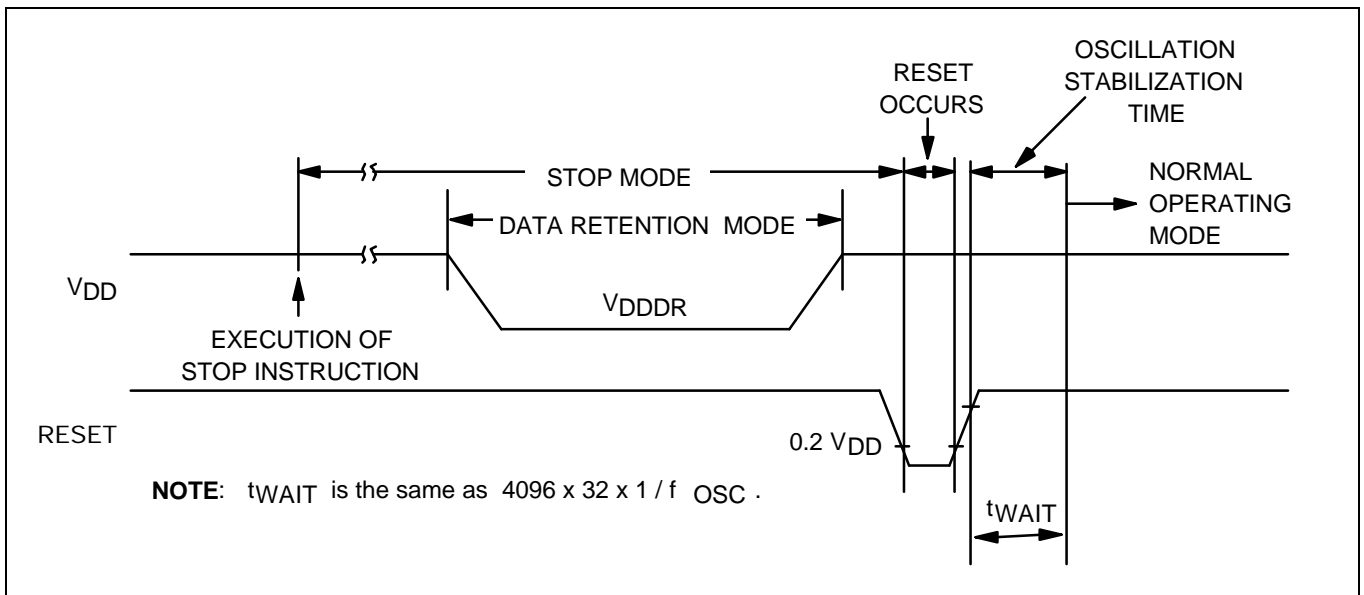 OSCILLATION
STABILIZATION
TIME
RESET
OCCURS
STOP MODE
NORMAL
OPERATING
MODE
DATA RETENTION MODE
VDD
VDDDR
EXECUTION OF
STOP INSTRUCTION
RESET
0.2 VDD
NOTE: tWAIT is the same as 4096 x 32 x 1 / f OSC .
tWAIT